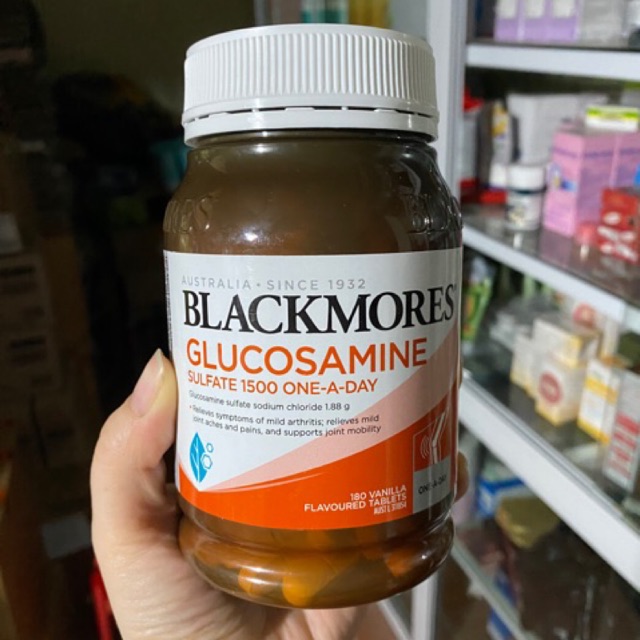 AUSTRALIA • SINCE 1932
BLACKMORES
GLUCOSAMINE
SULFATE 1500 ONE-A-DAY
Glucosamine sulfate sodium chloride 1.88 g
• Relieves symptoms of mild arthritis; relieves mild
joint aches and pains, and supports joint mobility
180 VANILLA
FLAVOURED TABLETS